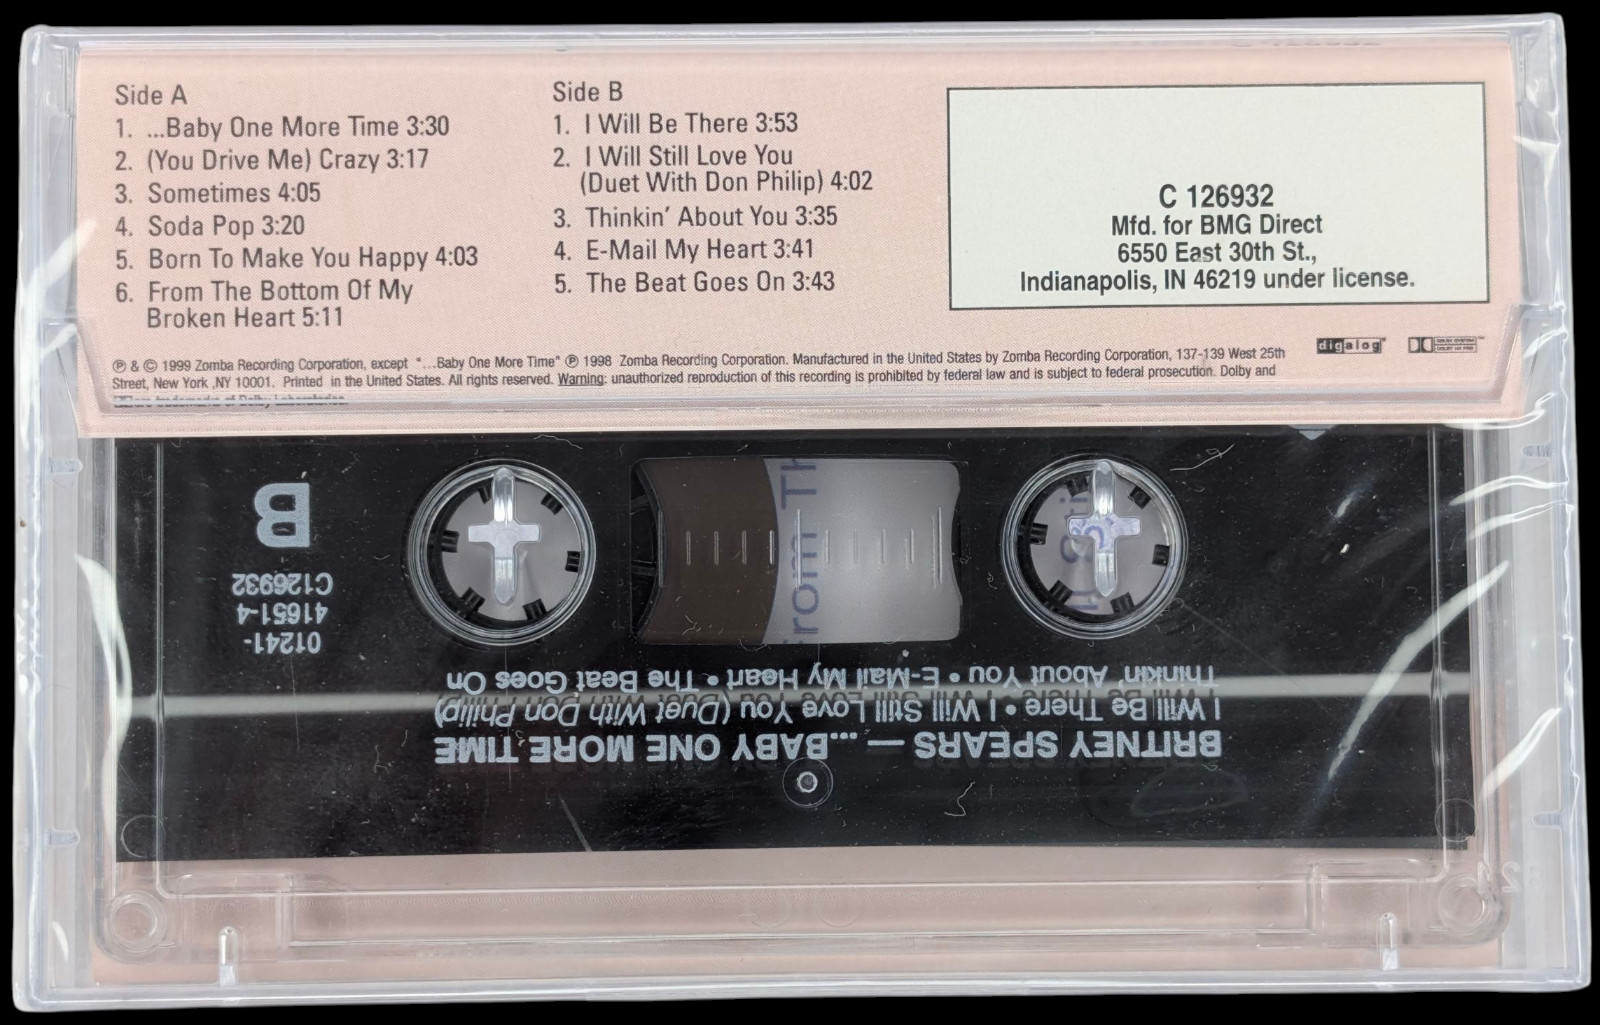 Side A
1. ...Baby One More Time 3:30
2. (You Drive Me) Crazy 3:17
3. Sometimes 4:05
4. Soda Pop 3:20
5. Born To Make You Happy 4:03
6. From The Bottom Of My
Broken Heart 5:11
Side B
1. I Will Be There 3:53
2. I Will Still Love You
(Duet With Don Philip) 4:02
3. Thinkin' About You 3:35
4. E-Mail My Heart 3:41
5. The Beat Goes On 3:43
C 126932
Mfd. for BMG Direct
6550 East 30th St.,
Indianapolis, IN 46219 under license.
℗ & © 1999 Zomba Recording Corporation, except "...Baby One More Time" ℗ 1998 Zomba Recording Corporation. Manufactured in the United States by Zomba Recording Corporation, 137-139 West 25th
Street, New York ,NY 10001. Printed in the United States. All rights reserved. Warning: unauthorized reproduction of this recording is prohibited by federal law and is subject to federal prosecution. Dolby and
are trademarks of Dolby Laboratories.
digalog
B
C126932
41651-4
01241-
From Th
BRITNEY SPEARS — ...BABY ONE MORE TIME
I Will Be There • I Will Still Love You (Duet With Don Philip)
Thinkin' About You • E-Mail My Heart • The Beat Goes On